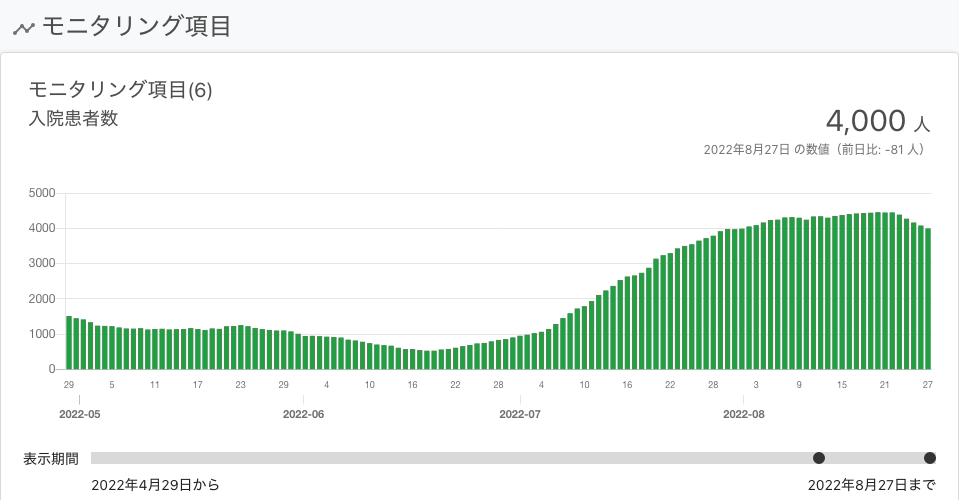 モニタリング項目
モニタリング項目(6)
入院患者数
4,000 人
2022年8月27日 の数値（前日比: -81 人）
5000
4000
3000
2000
1000
0
29 5 11 17 23 29 4 10 16 22 28 4 10 16 22 28 3 9 15 21 27
2022-05 2022-06 2022-07 2022-08
表示期間
2022年4月29日から 2022年8月27日まで